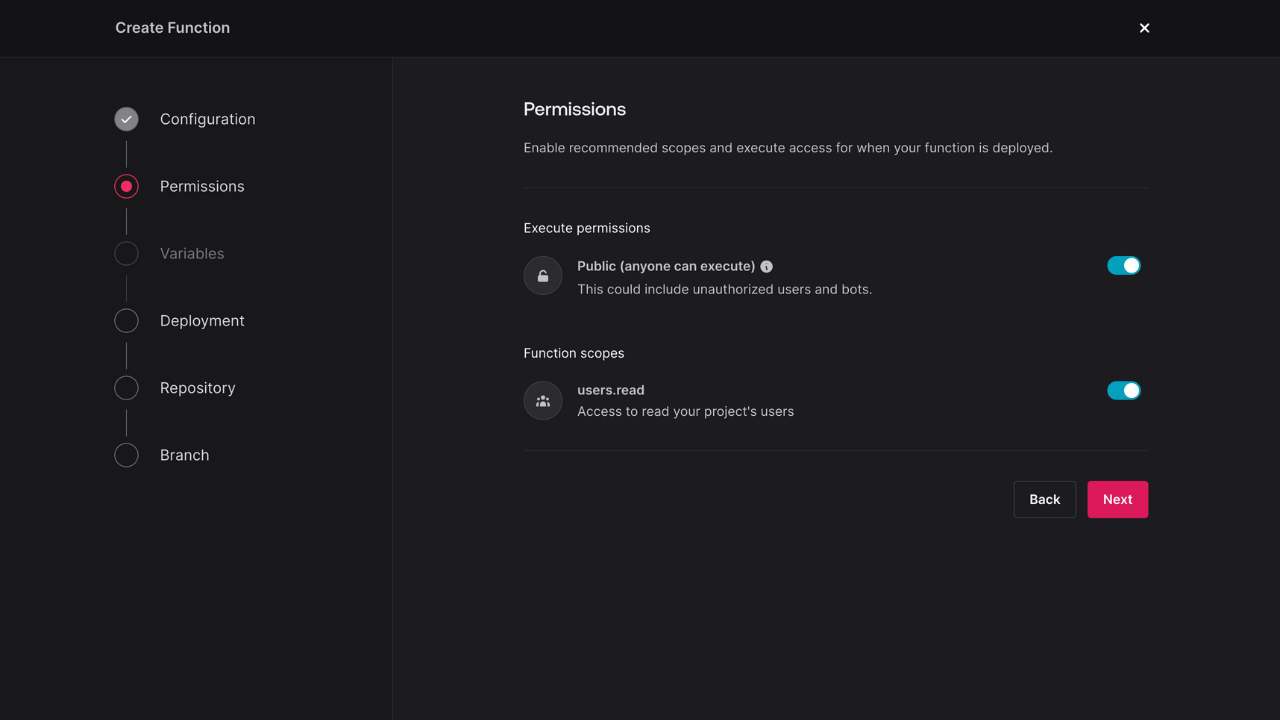 Create Function
Configuration
Permissions
Variables
Deployment
Repository
Branch
Permissions
Enable recommended scopes and execute access for when your function is deployed.
Execute permissions
Public (anyone can execute)
This could include unauthorized users and bots.
Function scopes
users.read
Access to read your project's users
Back
Next